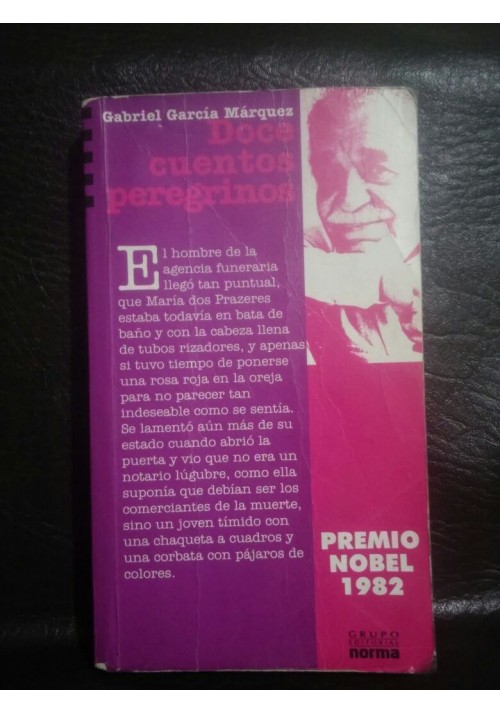 Gabriel García Márquez
Doce
cuentos
peregrinos
El hombre de la
agencia funeraria
llegó tan puntual,
que María dos Prazeres
estaba todavía en bata de
baño y con la cabeza llena
de tubos rizadores, y apenas
si tuvo tiempo de ponerse
una rosa roja en la oreja
para no parecer tan
indeseable como se sentía.
Se lamentó aún más de su
estado cuando abrió la
puerta y vio que no era un
notario lúgubre, como ella
suponía que debían ser los
comerciantes de la muerte,
sino un joven tímido con
una chaqueta a cuadros y
una corbata con pájaros de
colores.
PREMIO
NOBEL
1982
GRUPO
EDITORIAL
norma